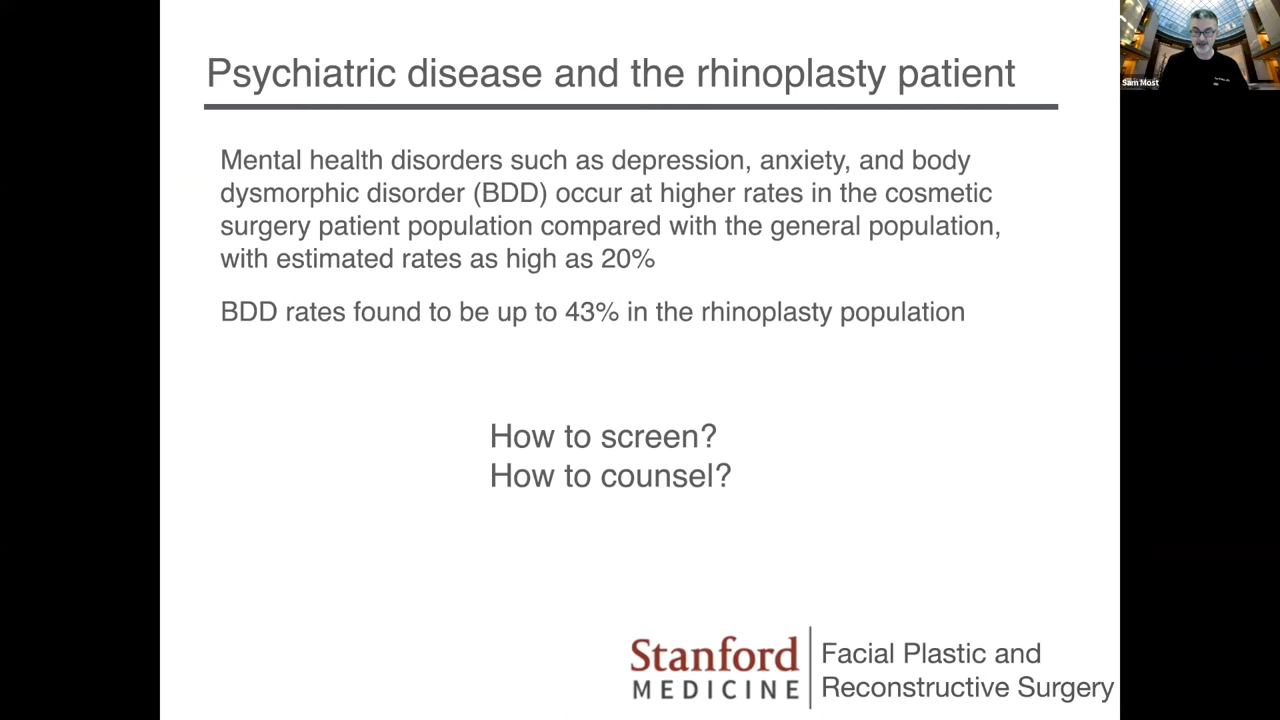 Psychiatric disease and the rhinoplasty patient
Sam Most
Mental health disorders such as depression, anxiety, and body
dysmorphic disorder (BDD) occur at higher rates in the cosmetic
surgery patient population compared with the general population,
with estimated rates as high as 20%
BDD rates found to be up to 43% in the rhinoplasty population
How to screen?
How to counsel?
Stanford
MEDICINE
Facial Plastic and
Reconstructive Surgery